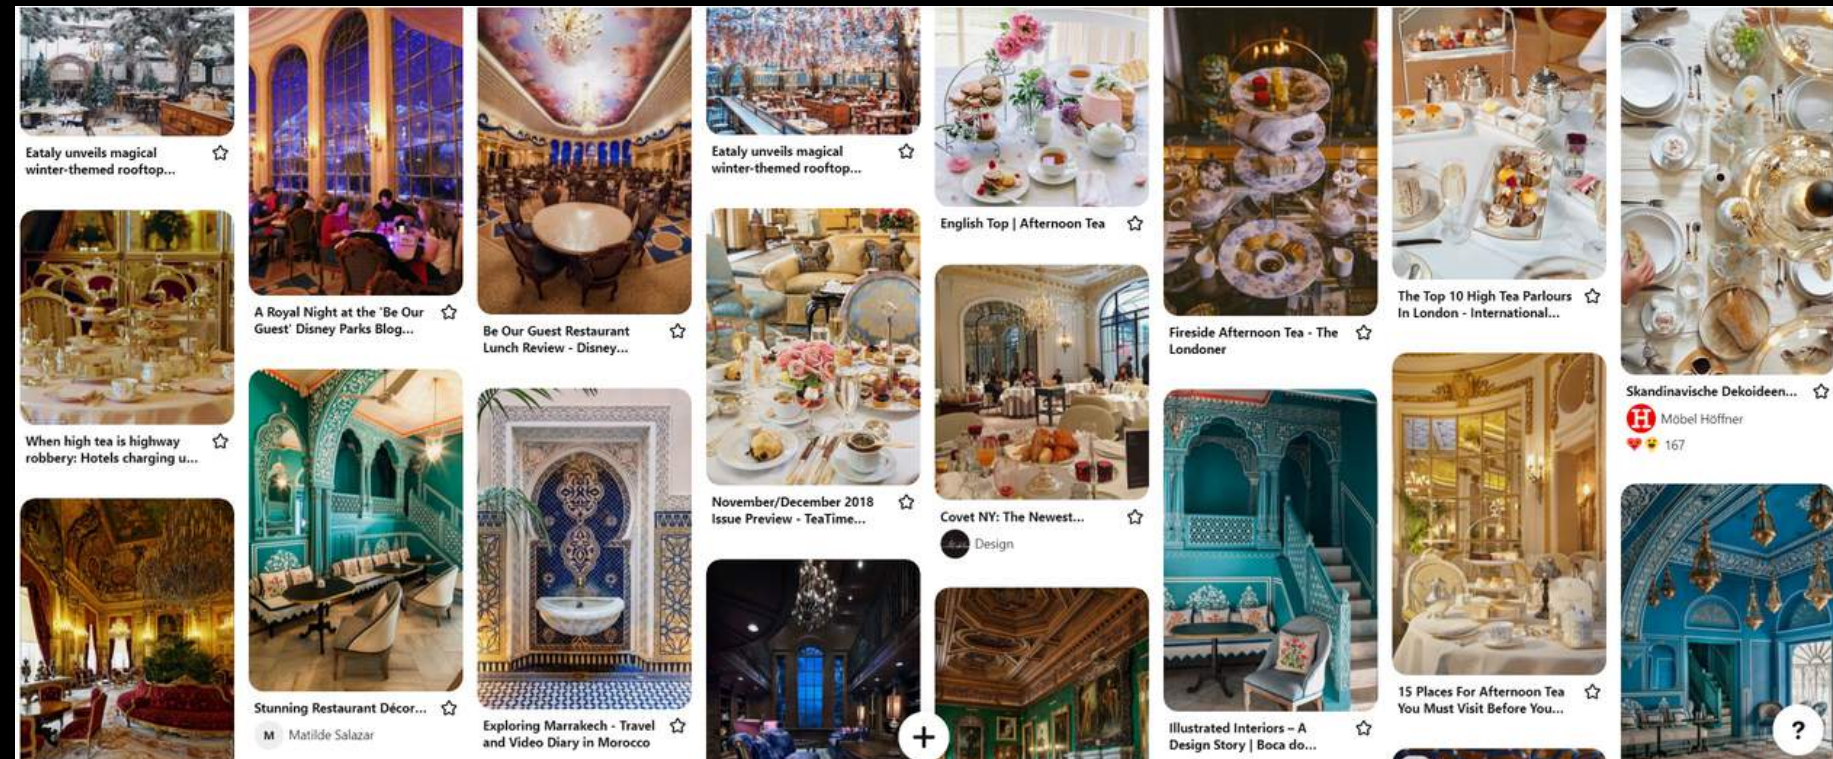 Eataly unveils magical
winter-themed rooftop...
When high tea is highway
robbery: Hotels charging u...
A Royal Night at the 'Be Our
Guest' Disney Parks Blog...
Stunning Restaurant Décor...
M Matilde Salazar
Be Our Guest Restaurant
Lunch Review - Disney...
Exploring Marrakech - Travel
and Video Diary in Morocco
Eataly unveils magical
winter-themed rooftop...
November/December 2018
Issue Preview - TeaTime...
English Top | Afternoon Tea
Covet NY: The Newest...
Design
+
Fireside Afternoon Tea - The
Londoner
Illustrated Interiors – A
Design Story | Boca do...
The Top 10 High Tea Parlours
In London - International...
15 Places For Afternoon Tea
You Must Visit Before You...
Skandinavische Dekoideen...
H Möbel Höffner
167
?